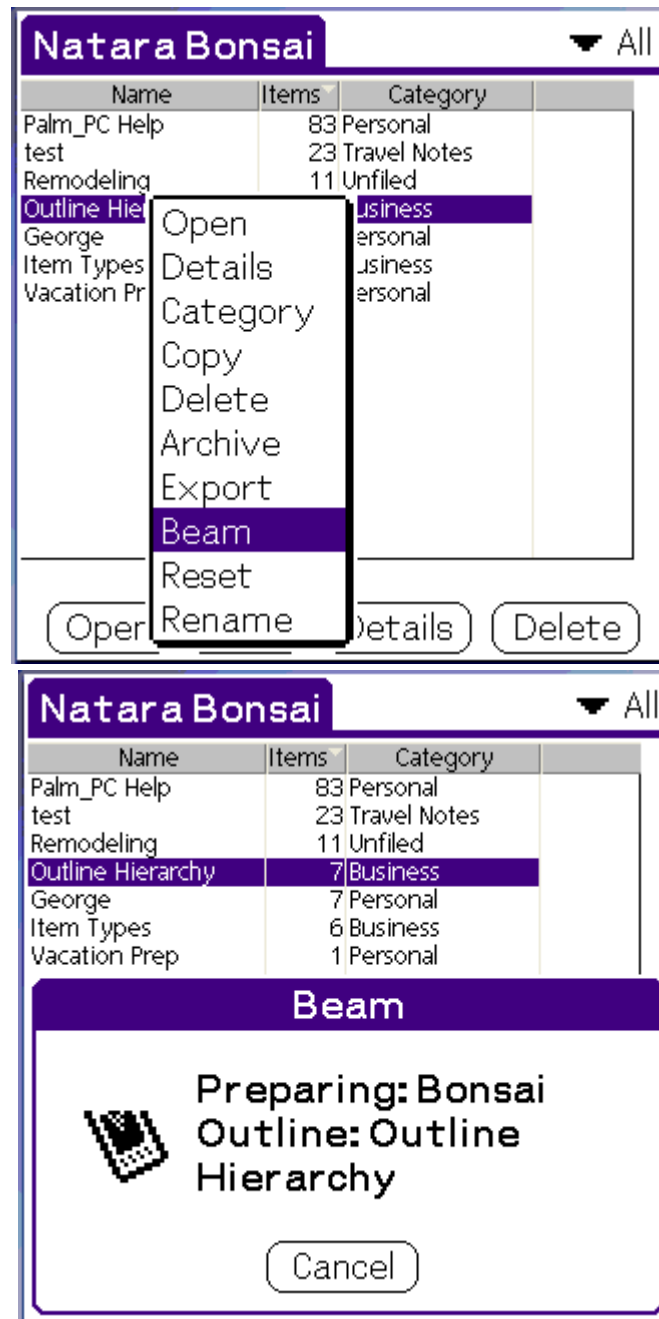 Natara Bonsai All
Name Items Category
Palm_PC Help 83 Personal
test 23 Travel Notes
Remodeling 11 Unfiled
Outline Hie usiness
George ersonal
Item Types usiness
Vacation Pr ersonal
Open
Details
Category
Copy
Delete
Archive
Export
Beam
Reset
Rename
Oper Details Delete
Natara Bonsai All
Name Items Category
Palm_PC Help 83 Personal
test 23 Travel Notes
Remodeling 11 Unfiled
Outline Hierarchy 7 Business
George 7 Personal
Item Types 6 Business
Vacation Prep 1 Personal
Beam
Preparing: Bonsai
Outline: Outline
Hierarchy
Cancel